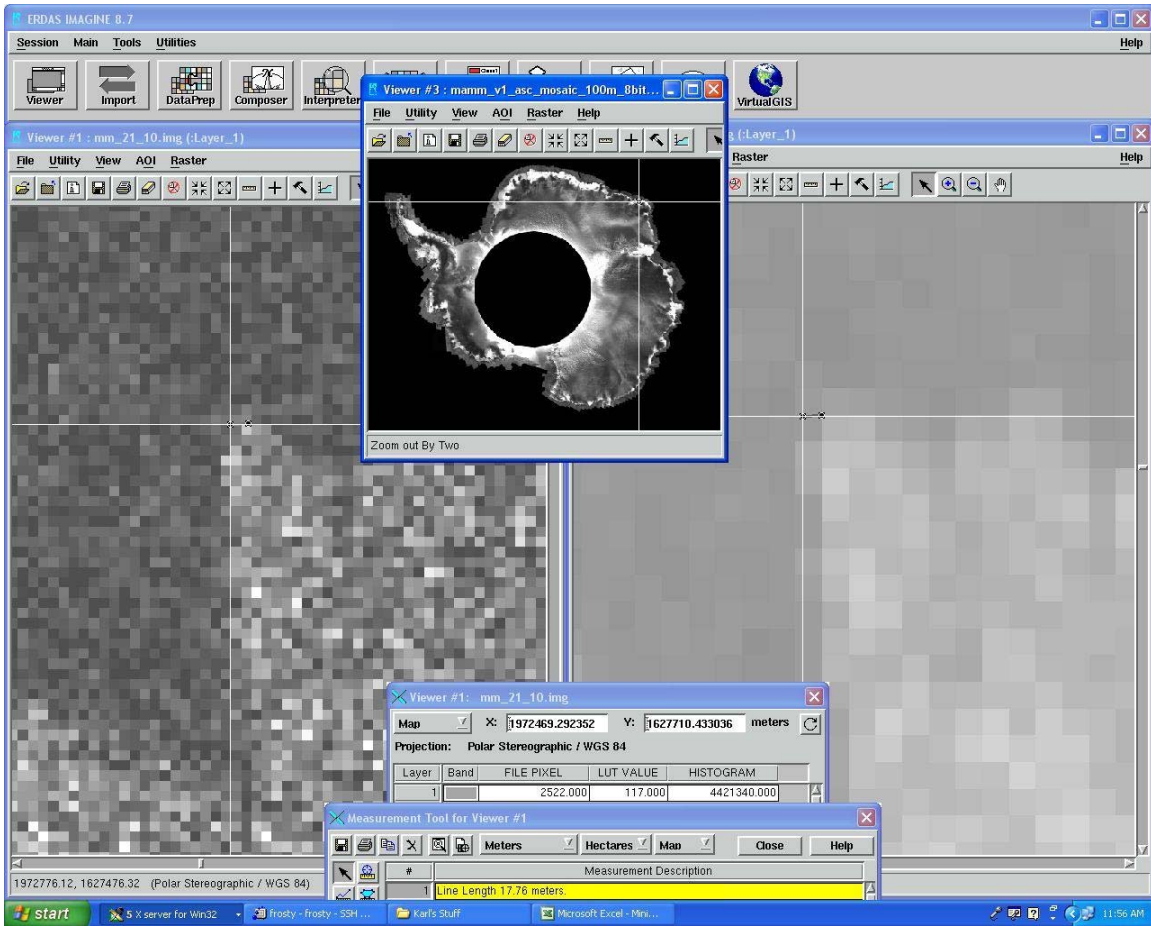 ERDAS IMAGINE 8.7
Session Main Tools Utilities Help
Viewer Import DataPrep Composer Interpreter VirtualGIS
Viewer #1 : mm_21_10.img (:Layer_1)
File Utility View AOI Raster
Viewer #3 : mamm_v1_asc_mosaic_100m_8bit...
File Utility View AOI Raster Help
Zoom out By Two
g (:Layer_1)
Raster Help
Viewer #1: mm_21_10.img
Map X: 1972469.292352 Y: 1627710.433036 meters
Projection: Polar Stereographic / WGS 84
Layer Band FILE PIXEL LUT VALUE HISTOGRAM
1 2522.000 117.000 4421340.000
Measurement Tool for Viewer #1
Meters Hectares Map Close Help
# Measurement Description
1 Line Length 17.76 meters.
1972776.12, 1627476.32 (Polar Stereographic / WGS 84)
start 5 X server for Win32 frosty - frosty - SSH ... Karl's Stuff Microsoft Excel - Mini... 11:56 AM